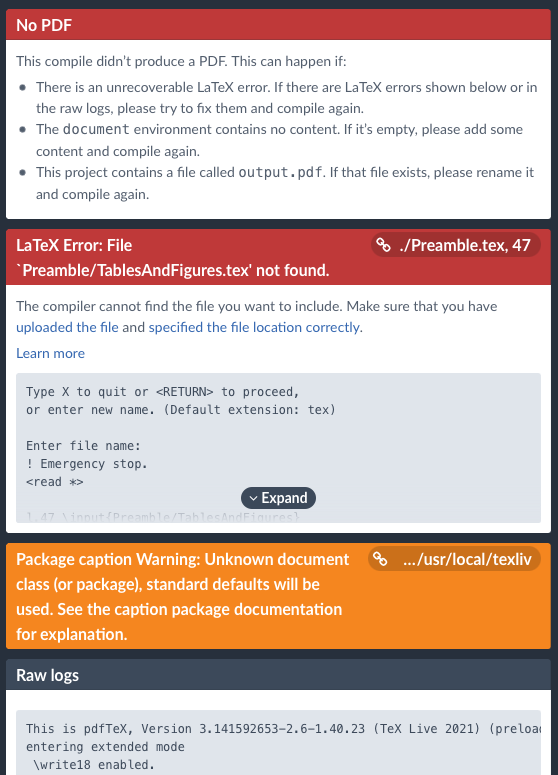 No PDF
This compile didn’t produce a PDF. This can happen if:
There is an unrecoverable LaTeX error. If there are LaTeX errors shown below or in
the raw logs, please try to fix them and compile again.
The document environment contains no content. If it’s empty, please add some
content and compile again.
This project contains a file called output.pdf. If that file exists, please rename it
and compile again.
LaTeX Error: File
`Preamble/TablesAndFigures.tex' not found.
./Preamble.tex, 47
The compiler cannot find the file you want to include. Make sure that you have
uploaded the file and specified the file location correctly.
Learn more
Type X to quit or <RETURN> to proceed,
or enter new name. (Default extension: tex)
Enter file name:
! Emergency stop.
<read *>
Expand
l.47 \input{Preamble/TablesAndFigures}
Package caption Warning: Unknown document
class (or package), standard defaults will be
used. See the caption package documentation
for explanation.
.../usr/local/texliv
Raw logs
This is pdfTeX, Version 3.141592653-2.6-1.40.23 (TeX Live 2021) (preloa
entering extended mode
\write18 enabled.